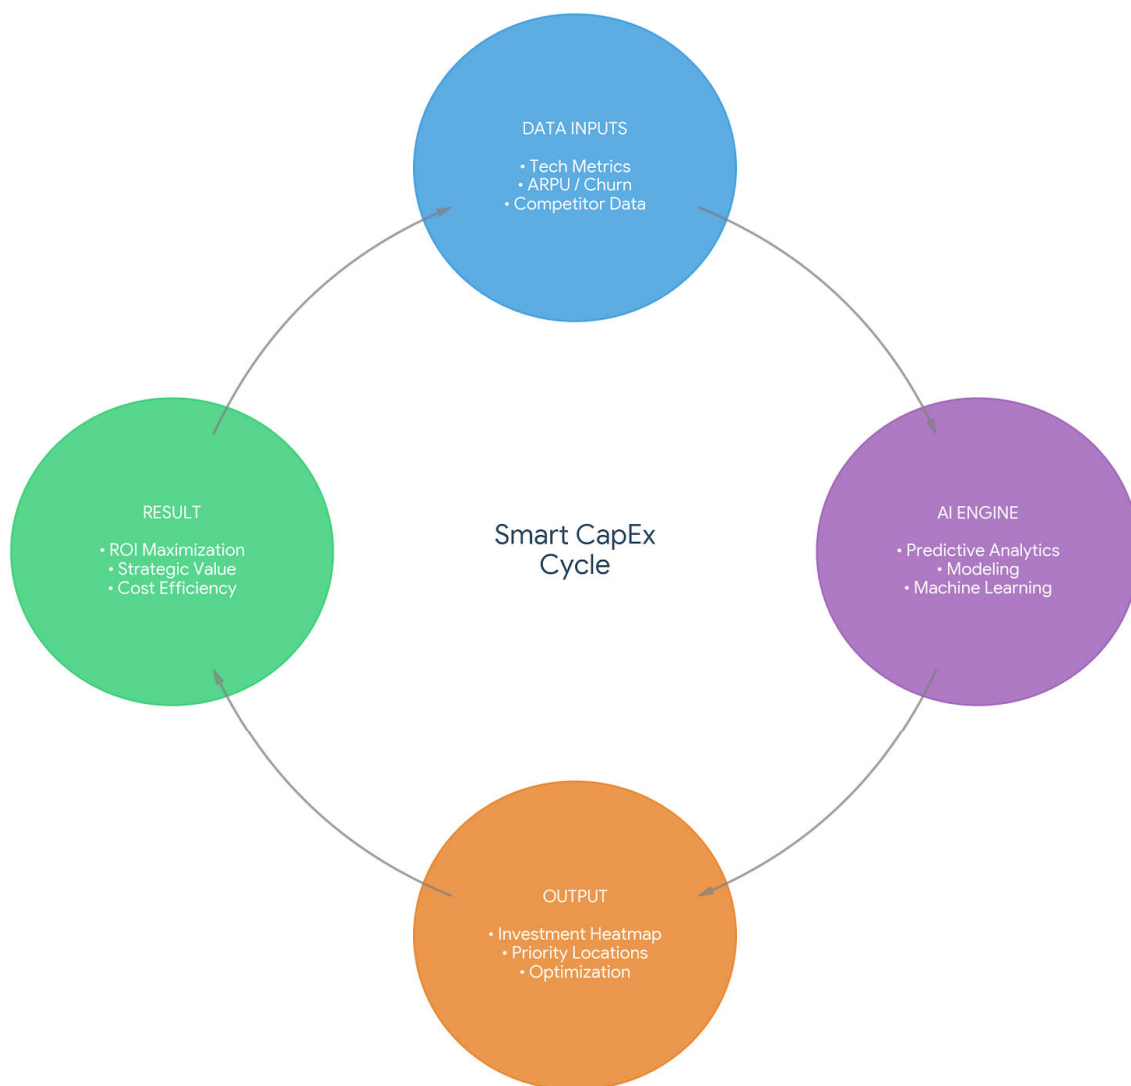 DATA INPUTS
• Tech Metrics
• ARPU / Churn
• Competitor Data
RESULT
• ROI Maximization
• Strategic Value
• Cost Efficiency
Smart CapEx
Cycle
AI ENGINE
• Predictive Analytics
• Modeling
• Machine Learning
OUTPUT
• Investment Heatmap
• Priority Locations
• Optimization